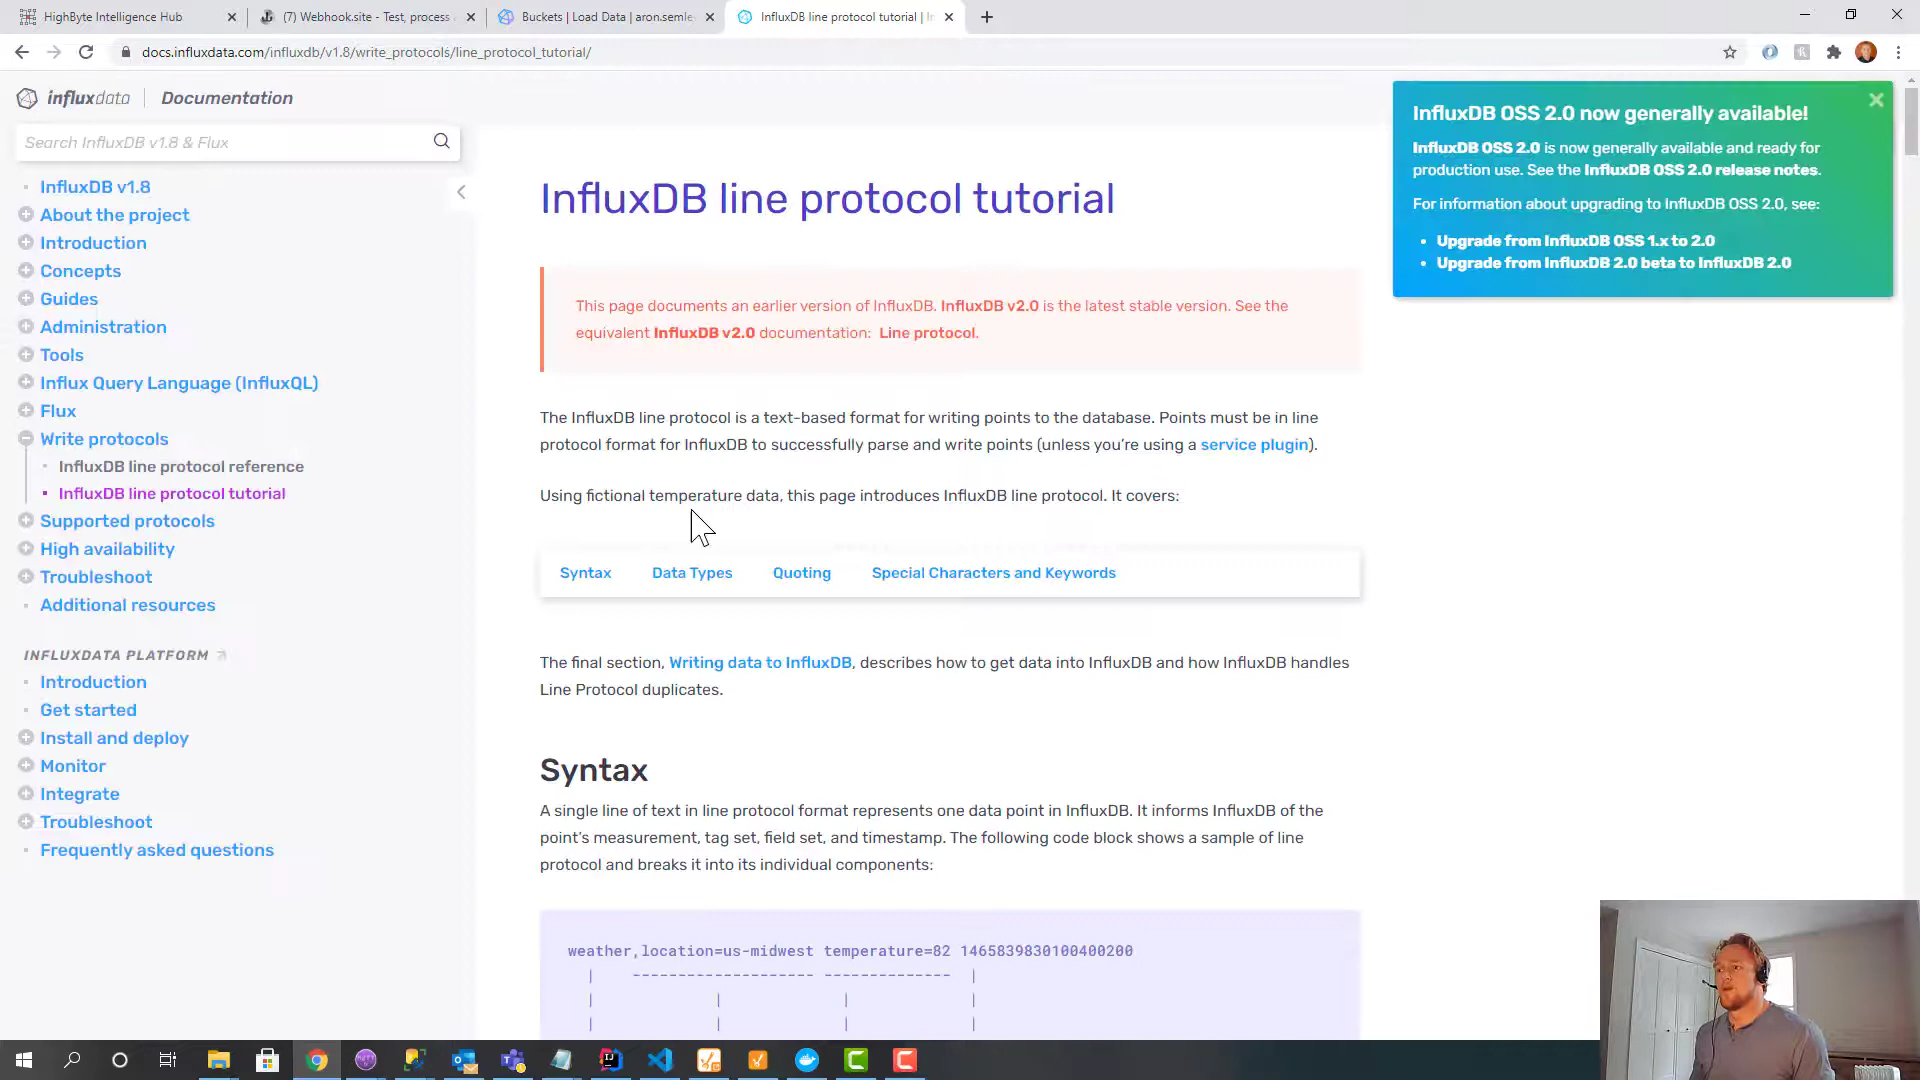 HighByte Intelligence Hub
(7) Webhook.site - Test, process
Buckets | Load Data | aron.semle
InfluxDB line protocol tutorial |
docs.influxdata.com/influxdb/v1.8/write_protocols/line_protocol_tutorial/
influxdata
Documentation
Search InfluxDB v1.8 & Flux
InfluxDB v1.8
About the project
Introduction
Concepts
Guides
Administration
Tools
Influx Query Language (InfluxQL)
Flux
Write protocols
InfluxDB line protocol reference
InfluxDB line protocol tutorial
Supported protocols
High availability
Troubleshoot
Additional resources
INFLUXDATA PLATFORM
Introduction
Get started
Install and deploy
Monitor
Integrate
Troubleshoot
Frequently asked questions
InfluxDB line protocol tutorial
This page documents an earlier version of InfluxDB. InfluxDB v2.0 is the latest stable version. See the
equivalent InfluxDB v2.0 documentation: Line protocol.
The InfluxDB line protocol is a text-based format for writing points to the database. Points must be in line
protocol format for InfluxDB to successfully parse and write points (unless you're using a service plugin).
Using fictional temperature data, this page introduces InfluxDB line protocol. It covers:
Syntax Data Types Quoting Special Characters and Keywords
The final section, Writing data to InfluxDB, describes how to get data into InfluxDB and how InfluxDB handles
Line Protocol duplicates.
Syntax
A single line of text in line protocol format represents one data point in InfluxDB. It informs InfluxDB of the
point's measurement, tag set, field set, and timestamp. The following code block shows a sample of line
protocol and breaks it into its individual components:
weather,location=us-midwest temperature=82 1465839830100400200
| -------------------- -------------- |
| | | |
| | | |
InfluxDB OSS 2.0 now generally available!
InfluxDB OSS 2.0 is now generally available and ready for
production use. See the InfluxDB OSS 2.0 release notes.
For information about upgrading to InfluxDB OSS 2.0, see:
• Upgrade from InfluxDB OSS 1.x to 2.0
• Upgrade from InfluxDB 2.0 beta to InfluxDB 2.0